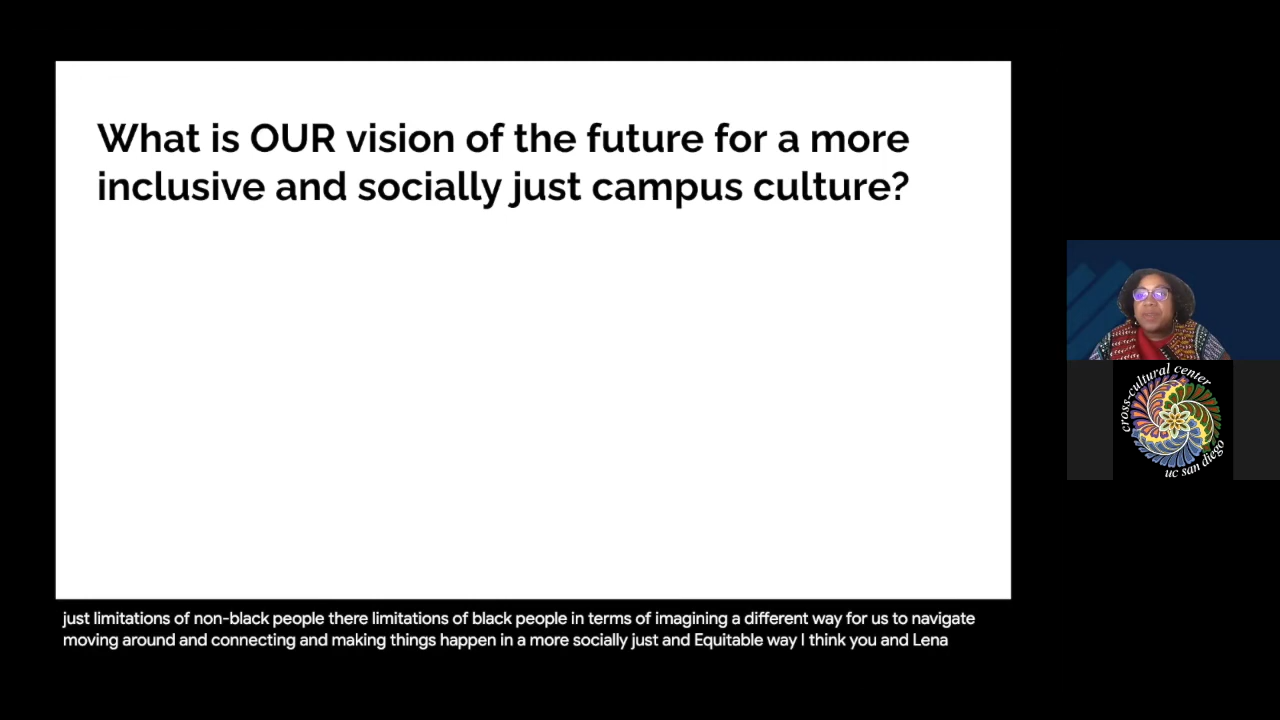 What is OUR vision of the future for a more
inclusive and socially just campus culture?
cross-cultural center
uc san diego
just limitations of non-black people there limitations of black people in terms of imagining a different way for us to navigate
moving around and connecting and making things happen in a more socially just and Equitable way I think you and Lena